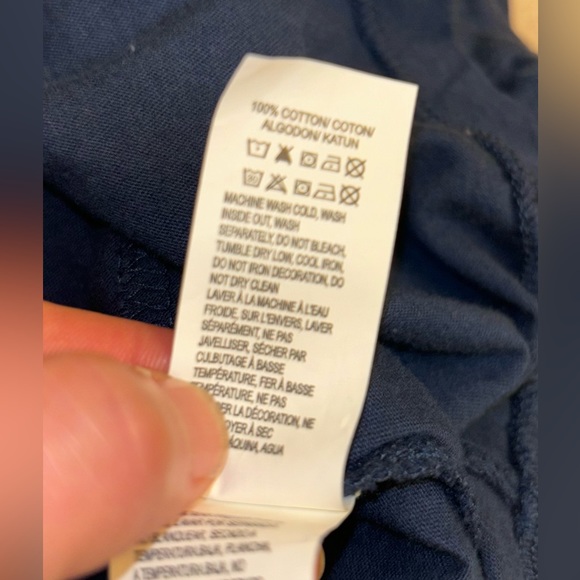 100% COTTON/ COTON/
ALGODON/ KATUN
MACHINE WASH COLD, WASH
INSIDE OUT, WASH
SEPARATELY, DO NOT BLEACH,
TUMBLE DRY LOW, COOL IRON,
DO NOT IRON DECORATION, DO
NOT DRY CLEAN
LAVER À LA MACHINE À L'EAU
FROIDE, SUR L'ENVERS, LAVER
SÉPARÉMENT, NE PAS
JAVELLISER, SÉCHER PAR
CULBUTAGE À BASSE
TEMPÉRATURE, FER À BASSE
TEMPÉRATURE, NE PAS
LA DÉCORATION, NE
À SEC
AGUA